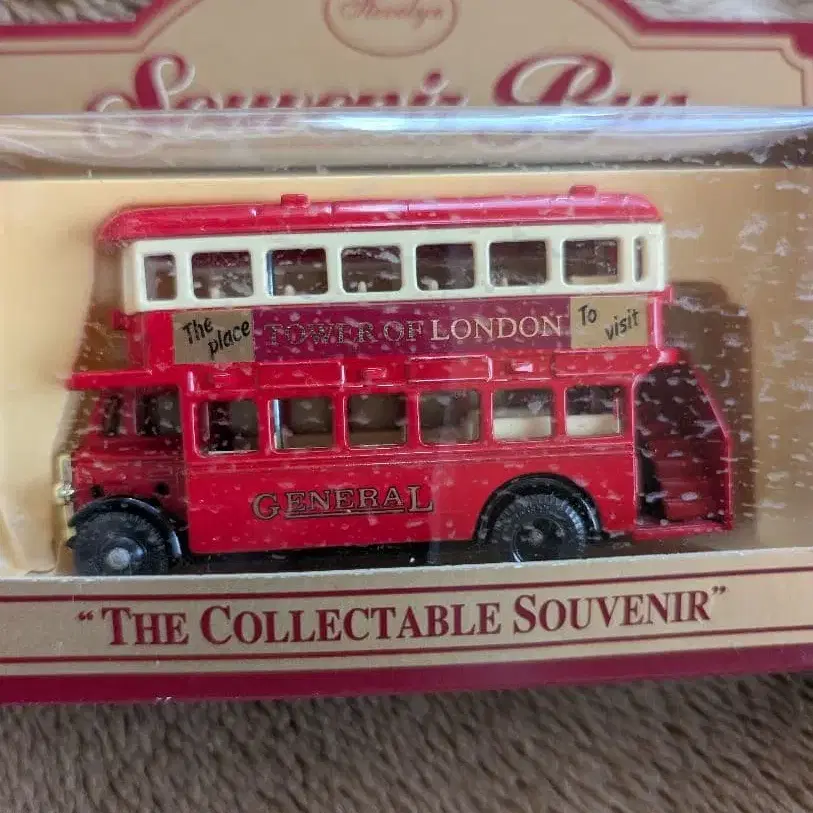 Souvenir Bus
The place TOWER OF LONDON To visit
GENERAL
“THE COLLECTABLE SOUVENIR”